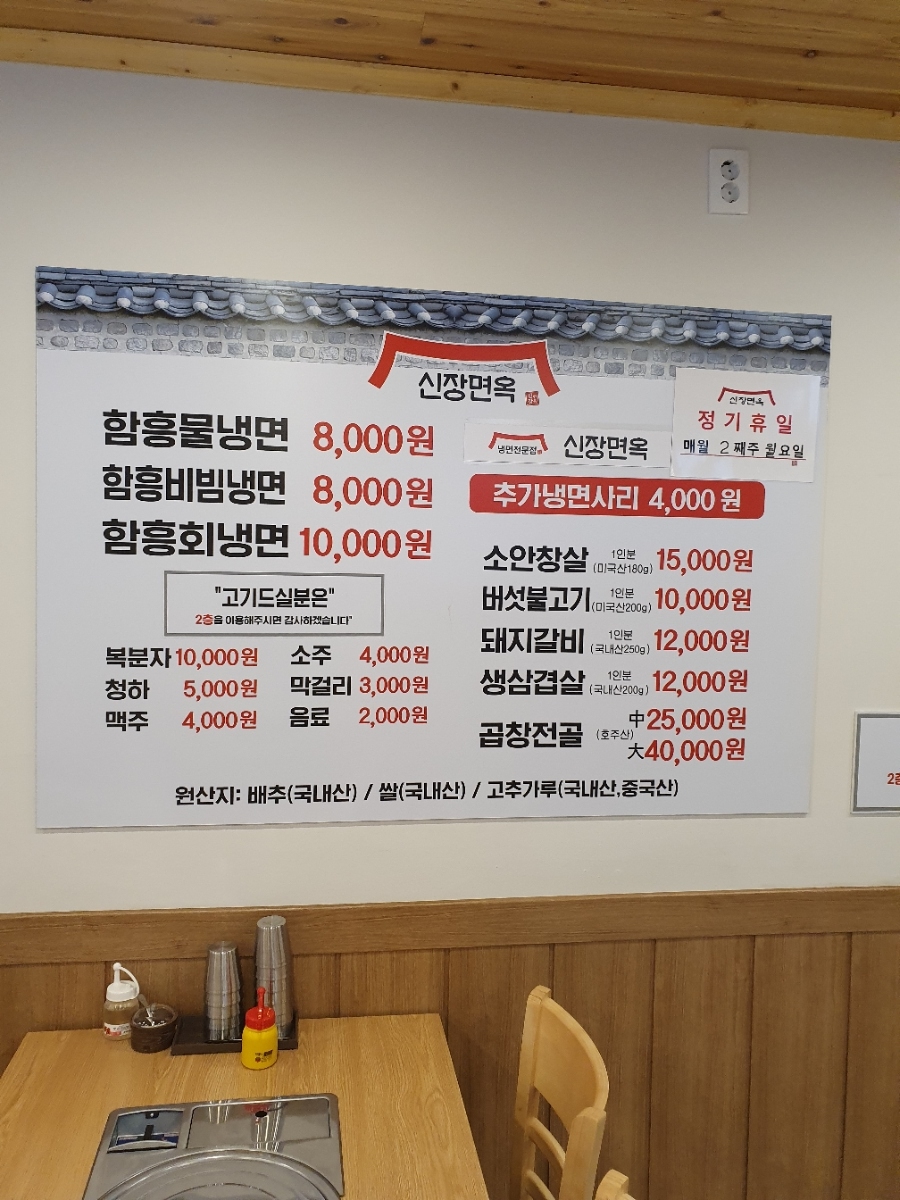 신장면옥
함흥물냉면 8,000원
함흥비빔냉면 8,000원
함흥회냉면 10,000원
"고기드실분은"
2층을 이용해주시면 감사하겠습니다"
복분자 10,000원 소주 4,000원
청하 5,000원 막걸리 3,000원
맥주 4,000원 음료 2,000원
신장면옥
정기휴일
매월 2째주 월요일
냉면전문점 신장면옥
추가냉면사리 4,000원
소안창살 1인분 (미국산180g) 15,000원
버섯불고기 1인분 (미국산200g) 10,000원
돼지갈비 1인분 (국내산250g) 12,000원
생삼겹살 1인분 (국내산200g) 12,000원
곱창전골 (호주산) 中 25,000원
大 40,000원
원산지: 배추(국내산) / 쌀(국내산) / 고추가루(국내산,중국산)
2층